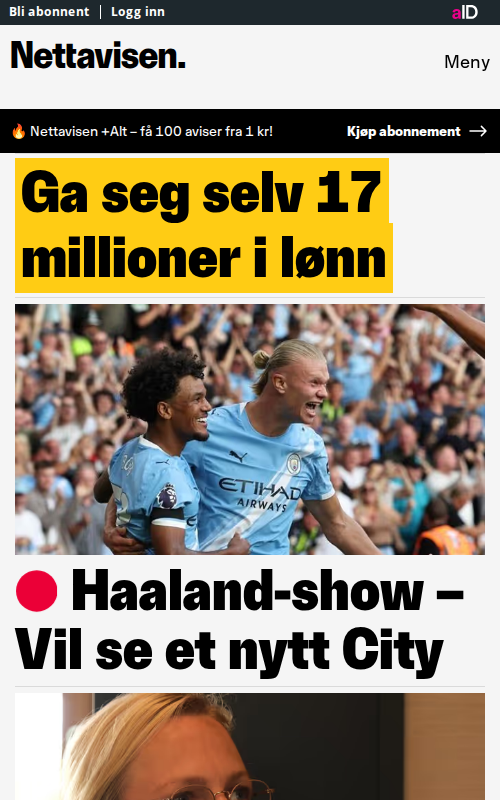 Bli abonnent | Logg inn
aID
Nettavisen.
Meny
🔥 Nettavisen +Alt – få 100 aviser fra 1 kr!
Kjøp abonnement →
Ga seg selv 17
millioner i lønn
ETIHAD
AIRWAYS
Haaland-show –
Vil se et nytt City